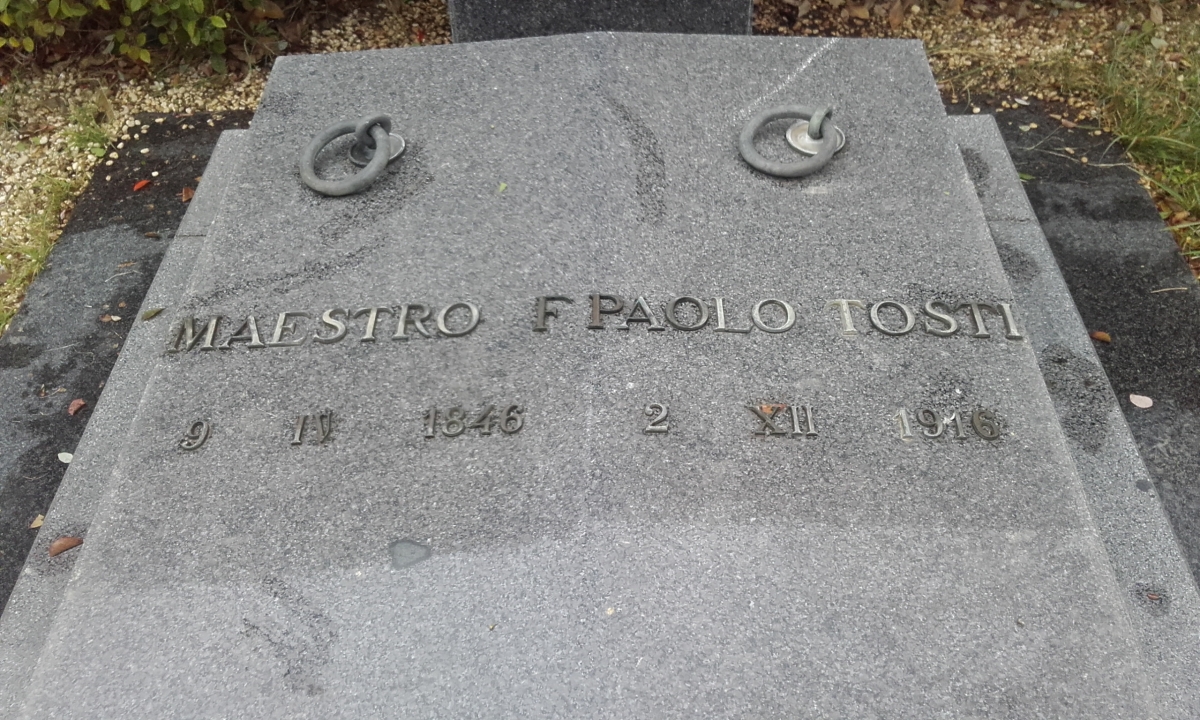 MAESTRO F PAOLO TOSTI
9 IV 1846 2 XII 1916